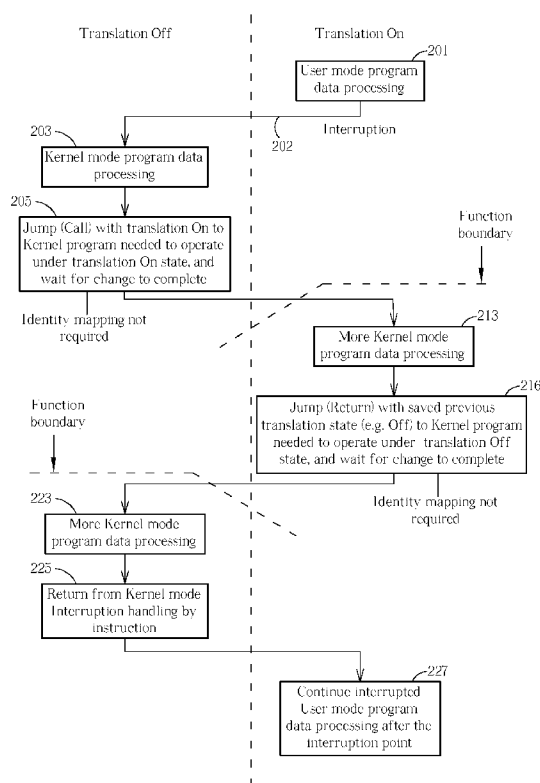 Translation Off
Translation On
201
User mode program
data processing
202
Interruption
203
Kernel mode program data
processing
205
Jump (Call) with translation On to
Kernel program needed to operate
under translation On state, and
wait for change to complete
Function
boundary
Identity mapping not
required
213
More Kernel mode
program data processing
216
Jump (Return) with saved previous
translation state (e.g. Off) to Kernel program
needed to operate under translation Off
state, and wait for change to complete
Function
boundary
Identity mapping not
required
223
More Kernel mode
program data processing
225
Return from Kernel mode
Interruption handling by
instruction
227
Continue interrupted
User mode program
data processing after the
interruption point